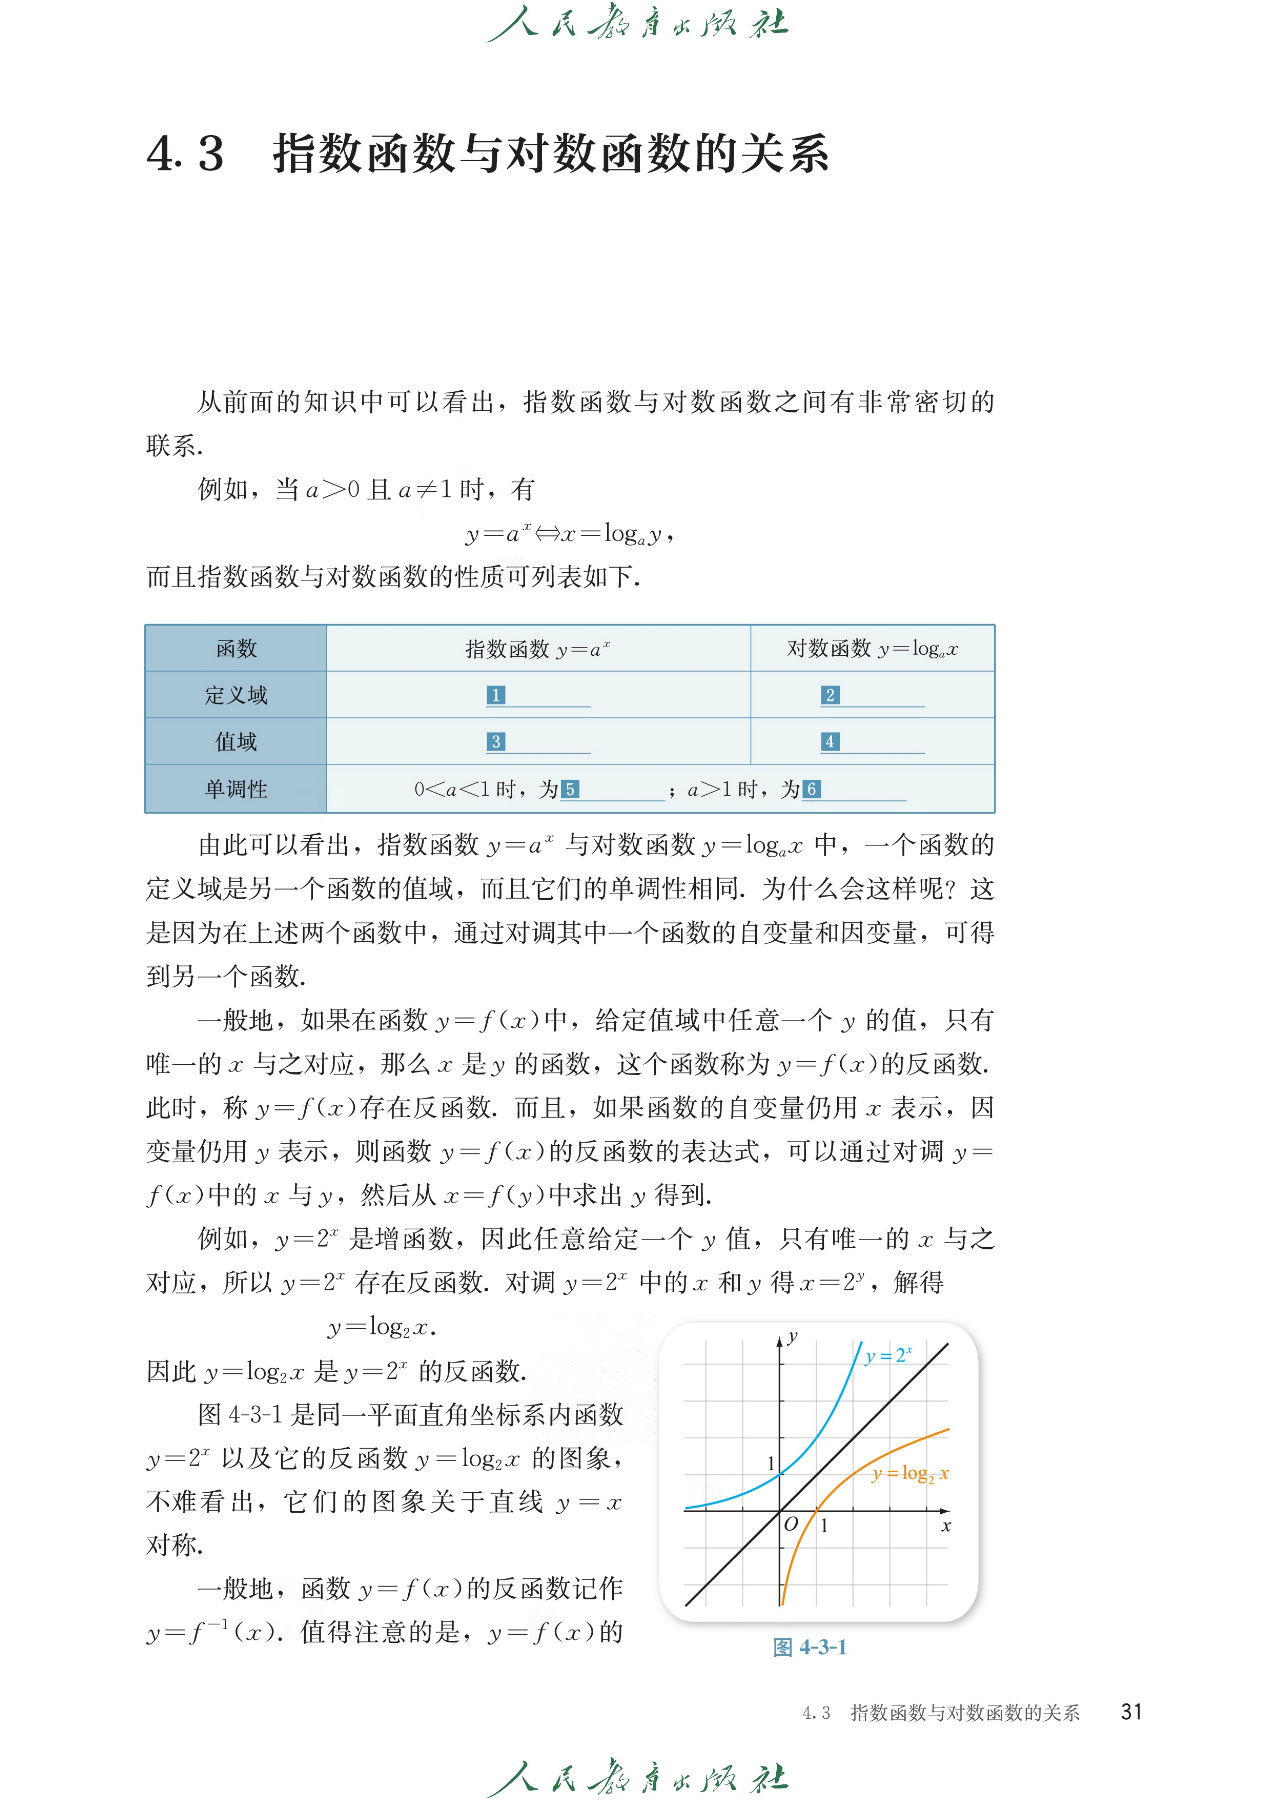 人民教育出版社
4.3 指数函数与对数函数的关系
从前面的知识中可以看出，指数函数与对数函数之间有非常密切的
联系.
例如，当 a＞0 且 a≠1 时，有
y＝aˣ⇔x＝logₐy，
而且指数函数与对数函数的性质可列表如下.
函数 指数函数 y＝aˣ 对数函数 y＝logₐx
定义域 1 2
值域 3 4
单调性 0＜a＜1 时，为5 ；a＞1 时，为6
由此可以看出，指数函数 y＝aˣ 与对数函数 y＝logₐx 中，一个函数的
定义域是另一个函数的值域，而且它们的单调性相同. 为什么会这样呢？这
是因为在上述两个函数中，通过对调其中一个函数的自变量和因变量，可得
到另一个函数.
一般地，如果在函数 y＝f(x)中，给定值域中任意一个 y 的值，只有
唯一的 x 与之对应，那么 x 是 y 的函数，这个函数称为 y＝f(x)的反函数.
此时，称 y＝f(x)存在反函数. 而且，如果函数的自变量仍用 x 表示，因
变量仍用 y 表示，则函数 y＝f(x)的反函数的表达式，可以通过对调 y＝
f(x)中的 x 与 y，然后从 x＝f(y)中求出 y 得到.
例如，y＝2ˣ 是增函数，因此任意给定一个 y 值，只有唯一的 x 与之
对应，所以 y＝2ˣ 存在反函数. 对调 y＝2ˣ 中的 x 和 y 得 x＝2ʸ，解得
y＝log₂x.
因此 y＝log₂x 是 y＝2ˣ 的反函数.
图 4-3-1 是同一平面直角坐标系内函数
y＝2ˣ 以及它的反函数 y＝log₂x 的图象，
不难看出，它们的图象关于直线 y＝x
对称.
一般地，函数 y＝f(x)的反函数记作
y＝f⁻¹(x). 值得注意的是，y＝f(x)的
y
y＝2ˣ
1
y＝log₂ x
O 1 x
图 4-3-1
4.3 指数函数与对数函数的关系 31
人民教育出版社